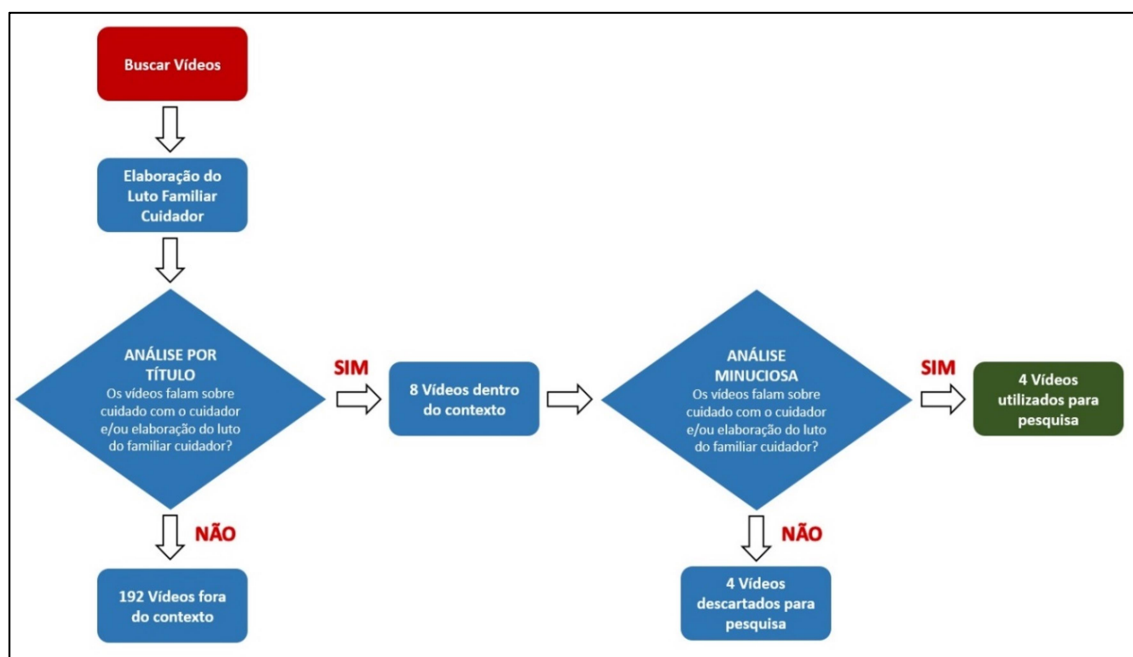 Buscar Vídeos
Elaboração do
Luto Familiar
Cuidador
ANÁLISE POR
TÍTULO
Os vídeos falam sobre
cuidado com o cuidador
e/ou elaboração do luto
do familiar cuidador?
SIM
8 Vídeos dentro
do contexto
ANÁLISE
MINUCIOSA
Os vídeos falam sobre
cuidado com o cuidador
e/ou elaboração do luto
do familiar cuidador?
SIM
4 Vídeos
utilizados para
pesquisa
NÃO
192 Vídeos fora
do contexto
NÃO
4 Vídeos
descartados para
pesquisa